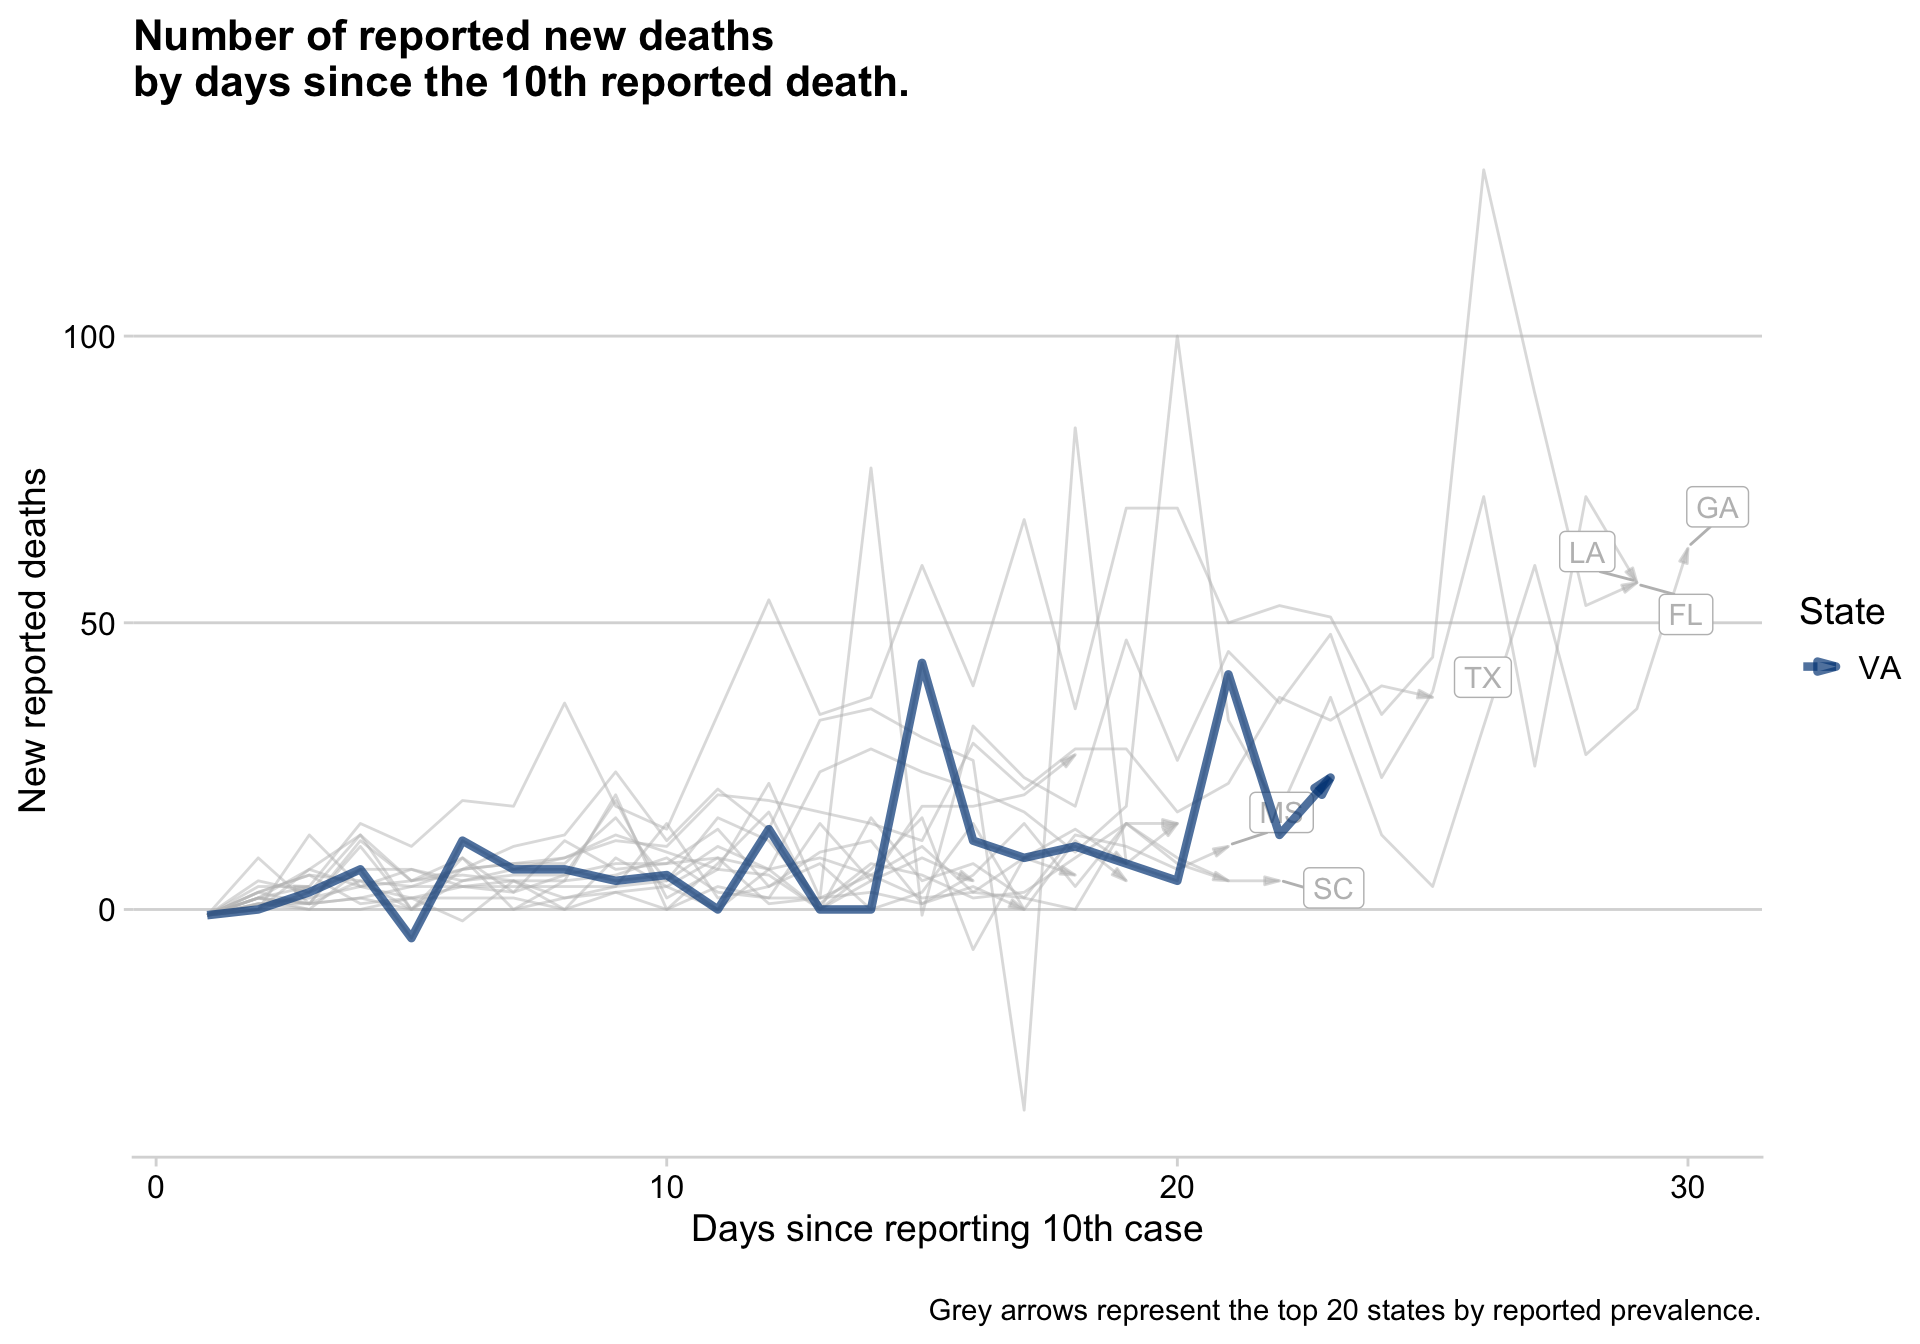 Number of reported new deaths
by days since the 10th reported death.
100
50
0
New reported deaths
GA
LA
FL
TX
MS
SC
State
VA
0
10
20
30
Days since reporting 10th case
Grey arrows represent the top 20 states by reported prevalence.